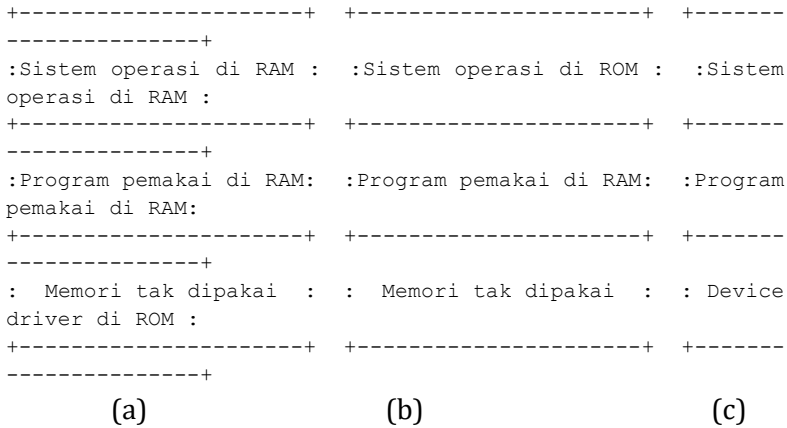 +----------------------+  +----------------------+  +-------
---------------+
:Sistem operasi di RAM :  :Sistem operasi di ROM :  :Sistem
operasi di RAM :
+----------------------+  +----------------------+  +-------
---------------+
:Program pemakai di RAM:  :Program pemakai di RAM:  :Program
pemakai di RAM:
+----------------------+  +----------------------+  +-------
---------------+
:  Memori tak dipakai  :  :  Memori tak dipakai  :  : Device
driver di ROM :
+----------------------+  +----------------------+  +-------
---------------+
(a) (b) (c)